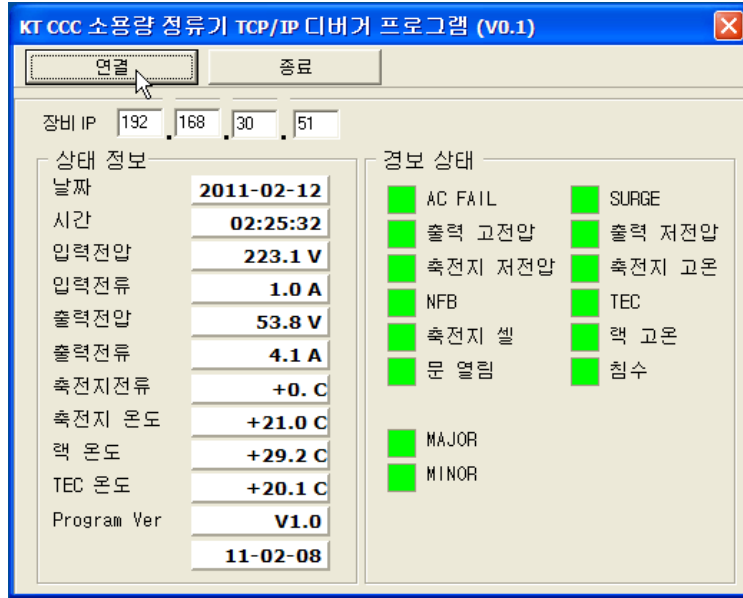 KT CCC 소용량 정류기 TCP/IP 디버거 프로그램 (V0.1)
연결 종료
장비 IP 192 . 168 . 30 . 51
상태 정보
날짜 2011-02-12
시간 02:25:32
입력전압 223.1 V
입력전류 1.0 A
출력전압 53.8 V
출력전류 4.1 A
축전지전류 +0. C
축전지 온도 +21.0 C
랙 온도 +29.2 C
TEC 온도 +20.1 C
Program Ver V1.0
11-02-08
경보 상태
AC FAIL SURGE
출력 고전압 출력 저전압
축전지 저전압 축전지 고온
NFB TEC
축전지 셀 랙 고온
문 열림 침수
MAJOR
MINOR